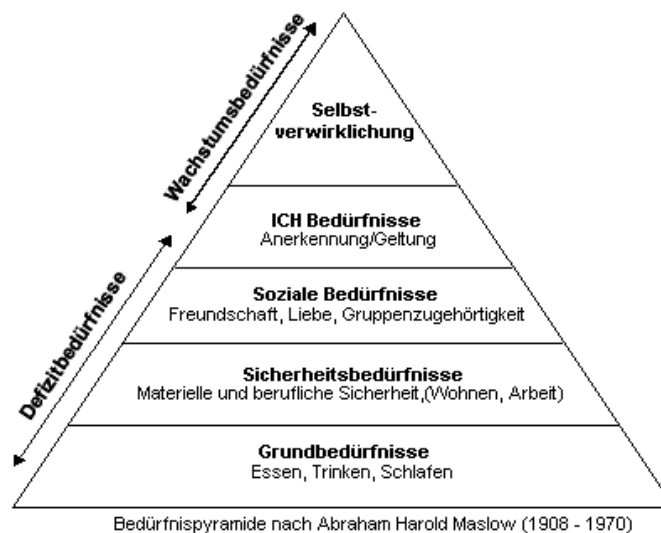 Wachstumsbedürfnisse
Defizitbedürfnisse
Selbst-
verwirklichung
ICH Bedürfnisse
Anerkennung/Geltung
Soziale Bedürfnisse
Freundschaft, Liebe, Gruppenzugehörtigkeit
Sicherheitsbedürfnisse
Materielle und berufliche Sicherheit,(Wohnen, Arbeit)
Grundbedürfnisse
Essen, Trinken, Schlafen
Bedürfnispyramide nach Abraham Harold Maslow (1908 - 1970)